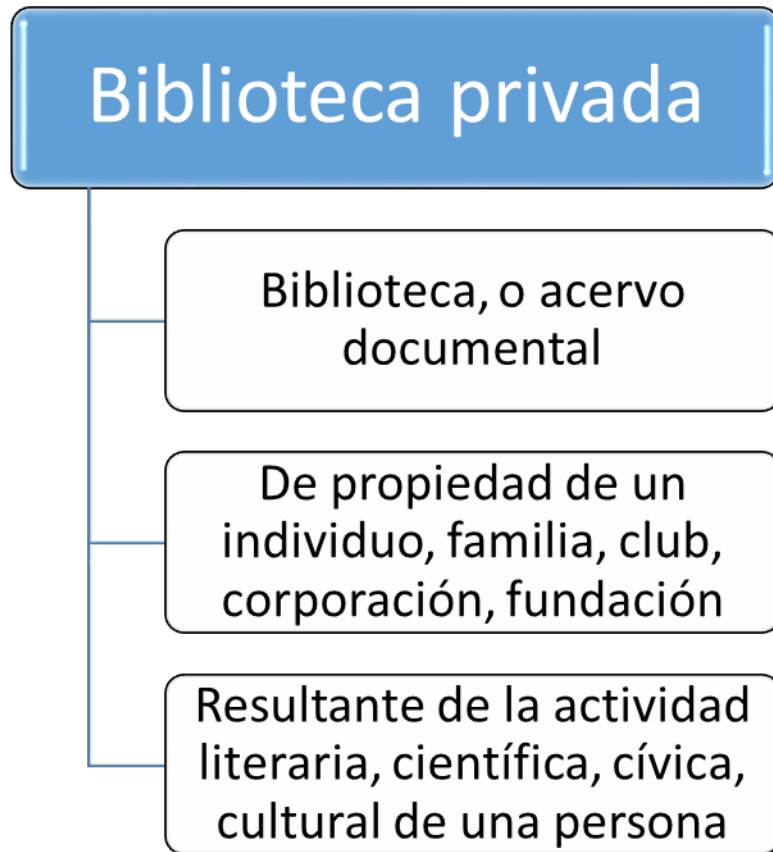 Biblioteca privada
Biblioteca, o acervo
documental
De propiedad de un
individuo, familia, club,
corporación, fundación
Resultante de la actividad
literaria, científica, cívica,
cultural de una persona